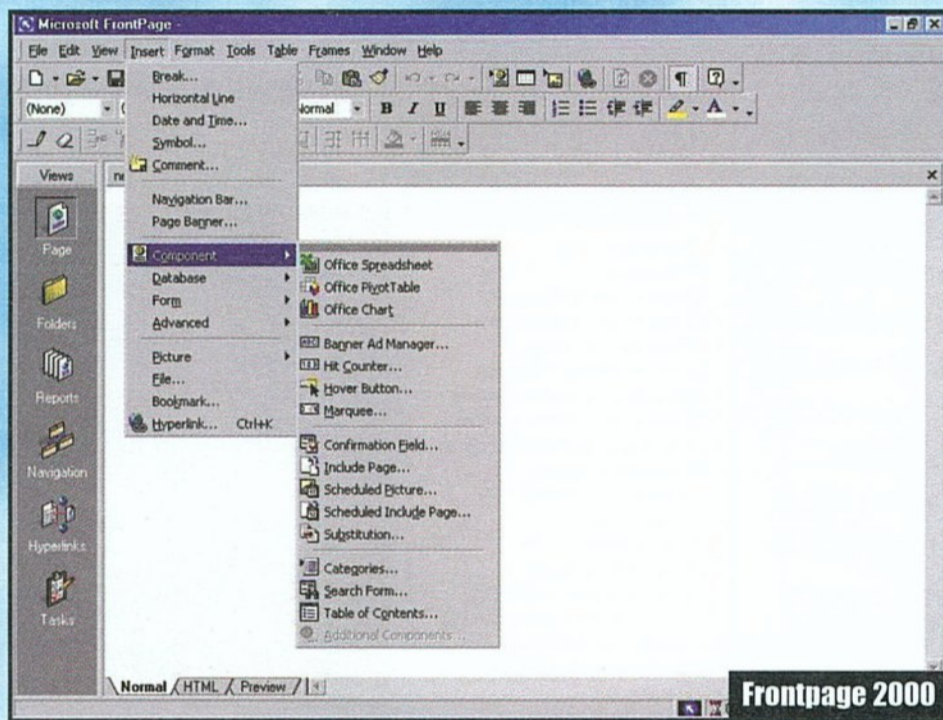 Microsoft FrontPage -
File Edit View Insert Format Tools Table Frames Window Help
(None)
Normal
B I U
A
Views
Page
Folders
Reports
Navigation
Hyperlinks
Tasks
Break...
Horizontal Line
Date and Time...
Symbol...
Comment...
Navigation Bar...
Page Banner...
Component
Database
Form
Advanced
Picture
File...
Bookmark...
Hyperlink... Ctrl+K
Office Spreadsheet
Office PivotTable
Office Chart
Banner Ad Manager...
Hit Counter...
Hover Button...
Marquee...
Confirmation Field...
Include Page...
Scheduled Picture...
Scheduled Include Page...
Substitution...
Categories...
Search Form...
Table of Contents...
Additional Components...
Normal HTML Preview
Frontpage 2000